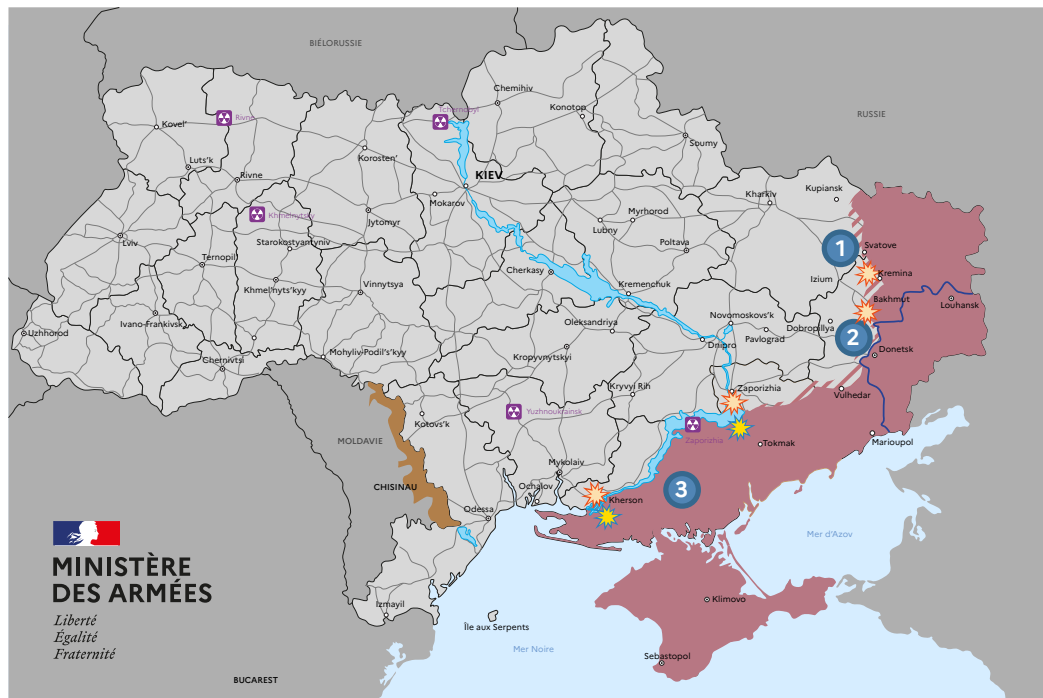 BIÉLORUSSIE
RUSSIE
Chernihiv
Tchernobyl
Konotop
Rivne
Kovel'
Soumy
Korosten'
Luts'k
Rivne
KIEV
Kupiansk
Kharkiv
Mokarov
Khmelnytsky
Jytomyr
Myrhorod
Lubny
Lviv
Starokostyantyniv
Poltava
1
Svatove
Ternopil
Cherkasy
Izium
Kremina
Khmel'nyts'kyy
Vinnytsya
Kremenchuk
Bakhmut
Louhansk
Ivano-Frankivsk
Oleksandriya
Novomoskovs'k
Dobropillya
Uzhhorod
Pavlograd
2
Dnipro
Donetsk
Chernivtsi
Mohyliv-Podil's'kyy
Kropyvnytskyi
Kryvyi Rih
Zaporizhia
Vulhedar
Yuzhnoukrainsk
Kotovs'k
MOLDAVIE
Zaporizhia
Tokmak
Marioupol
Mykolaiv
CHISINAU
Ochalov
3
Kherson
Odessa
Mer d'Azov
MINISTÈRE
DES ARMÉES
Liberté
Égalité
Fraternité
Izmayil
Klimovo
Île aux Serpents
Mer Noire
Sebastopol
BUCAREST